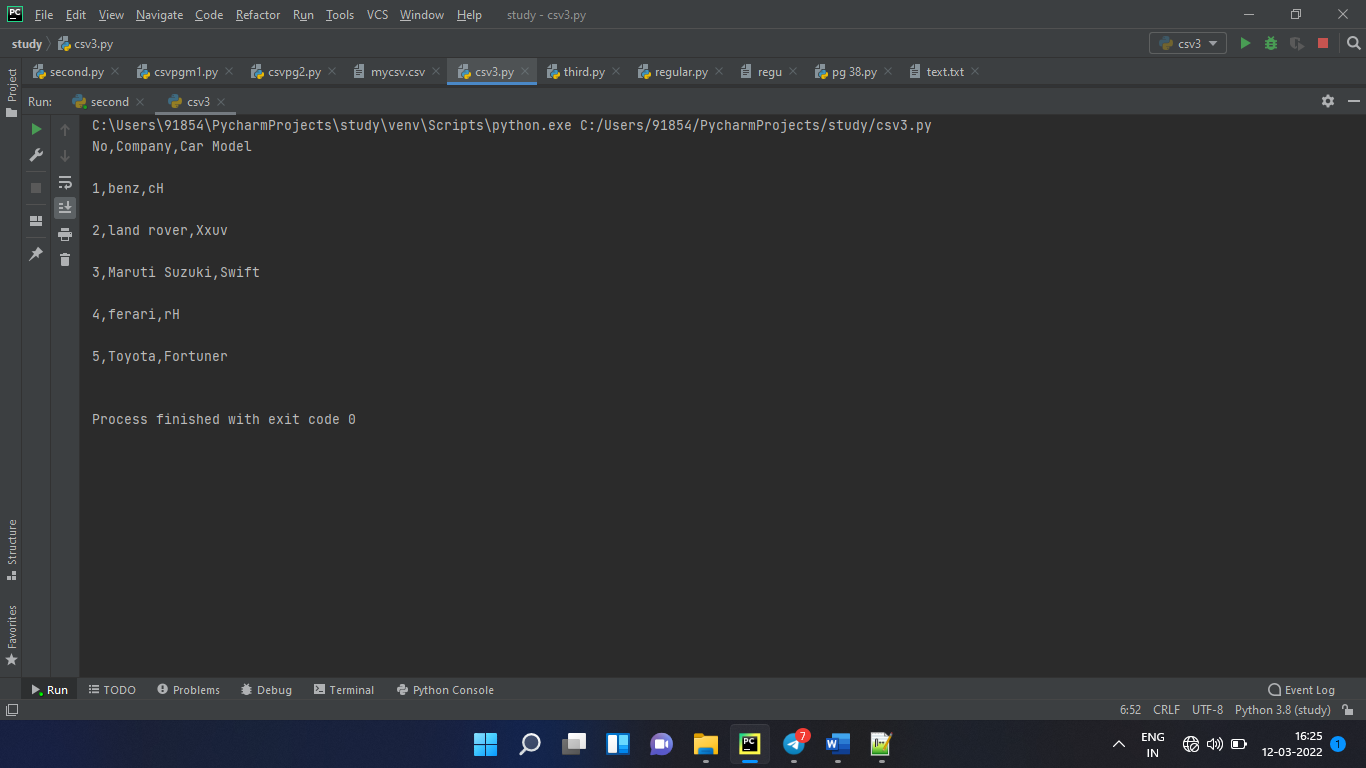 PC File Edit View Navigate Code Refactor Run Tools VCS Window Help study - csv3.py
study csv3.py csv3
second.py csvpgm1.py csvpg2.py mycsv.csv csv3.py third.py regular.py regu pg 38.py text.txt
Project
Run: second csv3
C:\Users\91854\PycharmProjects\study\venv\Scripts\python.exe C:/Users/91854/PycharmProjects/study/csv3.py
No,Company,Car Model
1,benz,cH
2,land rover,Xxuv
3,Maruti Suzuki,Swift
4,ferari,rH
5,Toyota,Fortuner
Process finished with exit code 0
Structure
Favorites
Run TODO Problems Debug Terminal Python Console Event Log
6:52 CRLF UTF-8 Python 3.8 (study)
PC 7 W ENG 16:25 1
IN 12-03-2022